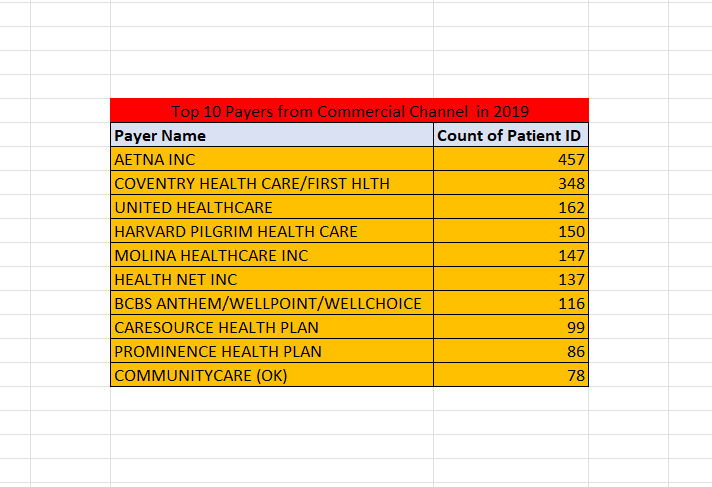 Top 10 Payers from Commercial Channel  in 2019
Payer Name Count of Patient ID
AETNA INC 457
COVENTRY HEALTH CARE/FIRST HLTH 348
UNITED HEALTHCARE 162
HARVARD PILGRIM HEALTH CARE 150
MOLINA HEALTHCARE INC 147
HEALTH NET INC 137
BCBS ANTHEM/WELLPOINT/WELLCHOICE 116
CARESOURCE HEALTH PLAN 99
PROMINENCE HEALTH PLAN 86
COMMUNITYCARE (OK) 78